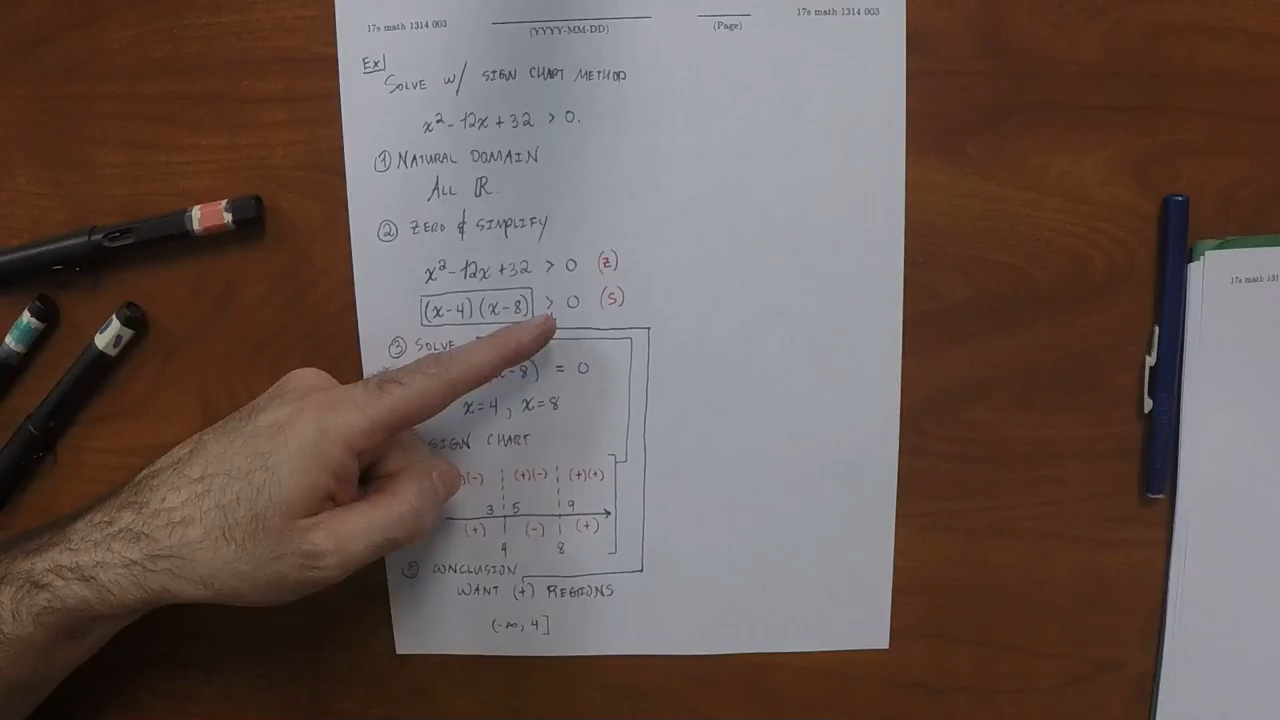 17s math 1314 003
(YYYY-MM-DD)
(Page)
17s math 1314 003
Ex
SOLVE W/ SIGN CHART METHOD
x² - 12x + 32 > 0.
① NATURAL DOMAIN
ALL ℝ.
② ZERO & SIMPLIFY
x² - 12x + 32 > 0 (Z)
(x-4)(x-8) > 0 (S)
③ SOLVE
-8) = 0
x=4, x=8
SIGN CHART
)(-) (+)(-) (+)(+)
3 5 9
(+) (-) (+)
4 8
⑤ CONCLUSION
WANT (+) REGIONS
(-∞, 4]
17s math 131